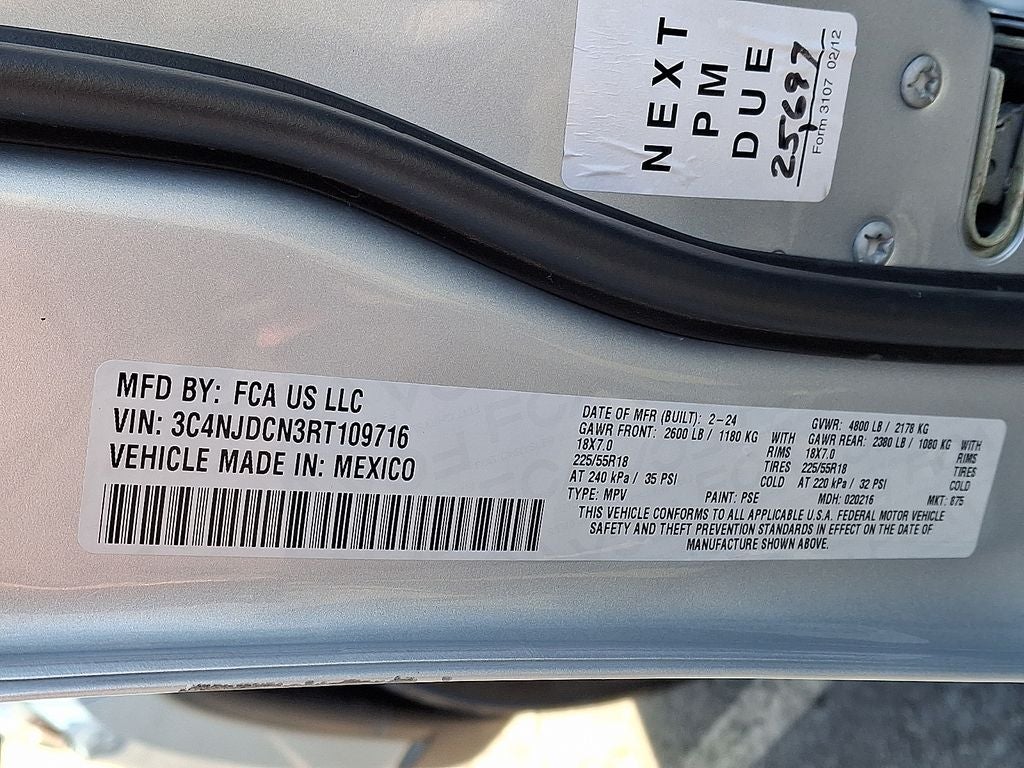 NEXT
PM
DUE
25,697
Form 3107 02/12
MFD BY: FCA US LLC
VIN: 3C4NJDCN3RT109716
VEHICLE MADE IN: MEXICO
DATE OF MFR (BUILT): 2-24 GVWR: 4800 LB / 2178 KG
GAWR FRONT: 2600 LB / 1180 KG WITH GAWR REAR: 2380 LB / 1080 KG WITH
18X7.0 RIMS 18X7.0 RIMS
225/55R18 TIRES 225/55R18 TIRES
AT 240 kPa / 35 PSI COLD AT 220 kPa / 32 PSI COLD
TYPE: MPV PAINT: PSE MDH: 020216 MKT: 875
THIS VEHICLE CONFORMS TO ALL APPLICABLE U.S.A. FEDERAL MOTOR VEHICLE
SAFETY AND THEFT PREVENTION STANDARDS IN EFFECT ON THE DATE OF
MANUFACTURE SHOWN ABOVE.